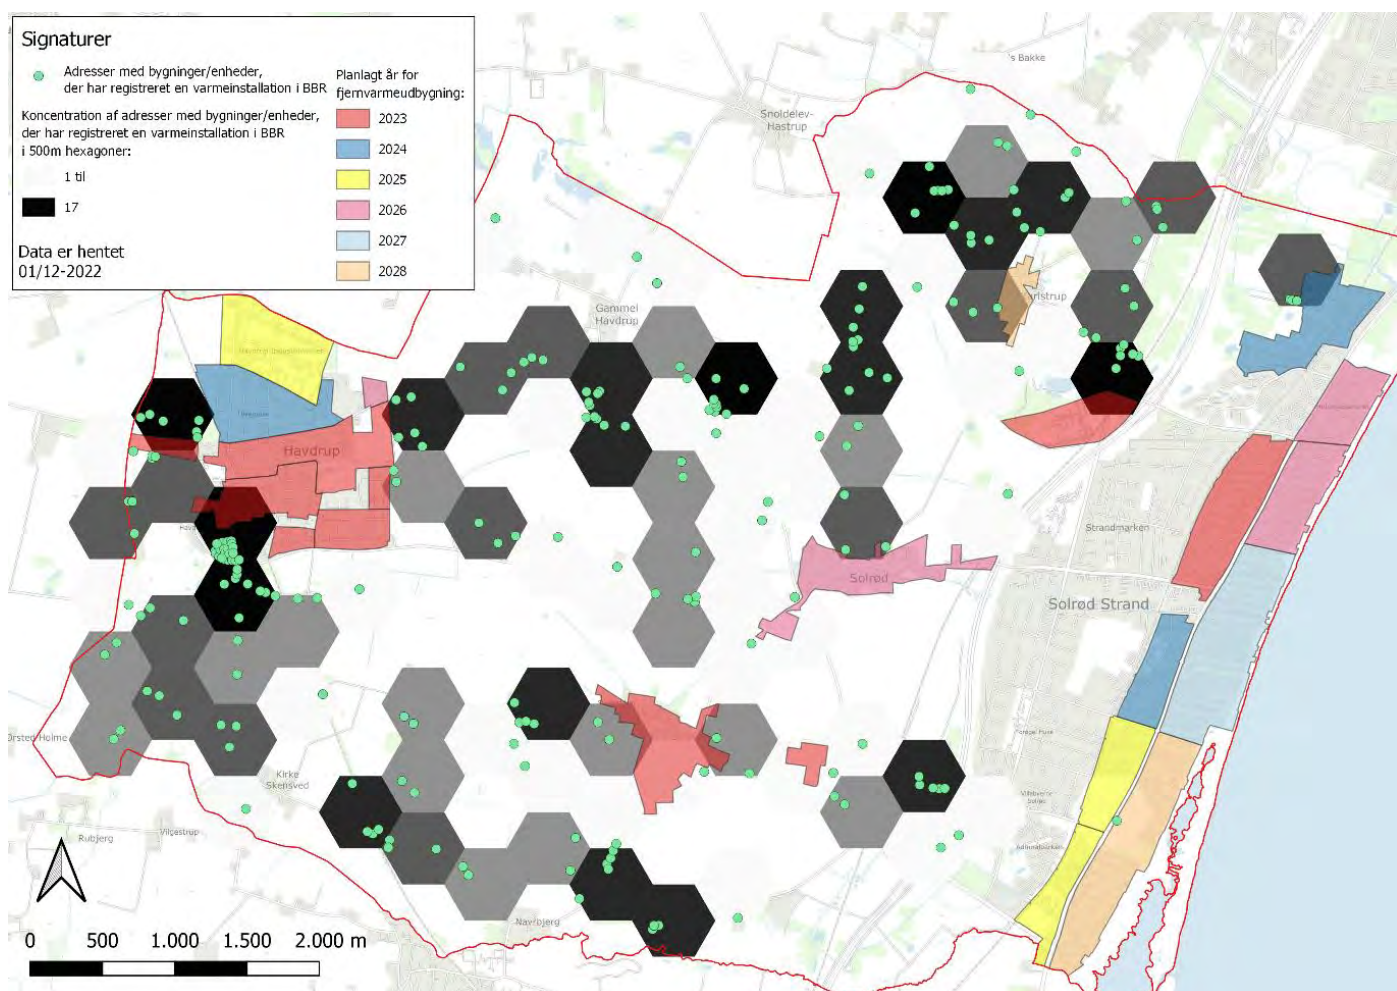 Signaturer
Adresser med bygninger/enheder,
der har registreret en varmeinstallation i BBR
Koncentration af adresser med bygninger/enheder,
der har registreret en varmeinstallation i BBR
i 500m hexagoner:
1 til
17
Data er hentet
01/12-2022
Planlagt år for
fjernvarmeudbygning:
2023
2024
2025
2026
2027
2028
's Bakke
Snoldelev-
Hastrup
Gammel
Havdrup
rlstrup
Havdrup
Strandmarken
Solrød
Solrød Strand
Ørsted Holme
Kirke
Skensved
Rubjerg
Vilgestrup
Navrbjerg
0 500 1.000 1.500 2.000 m